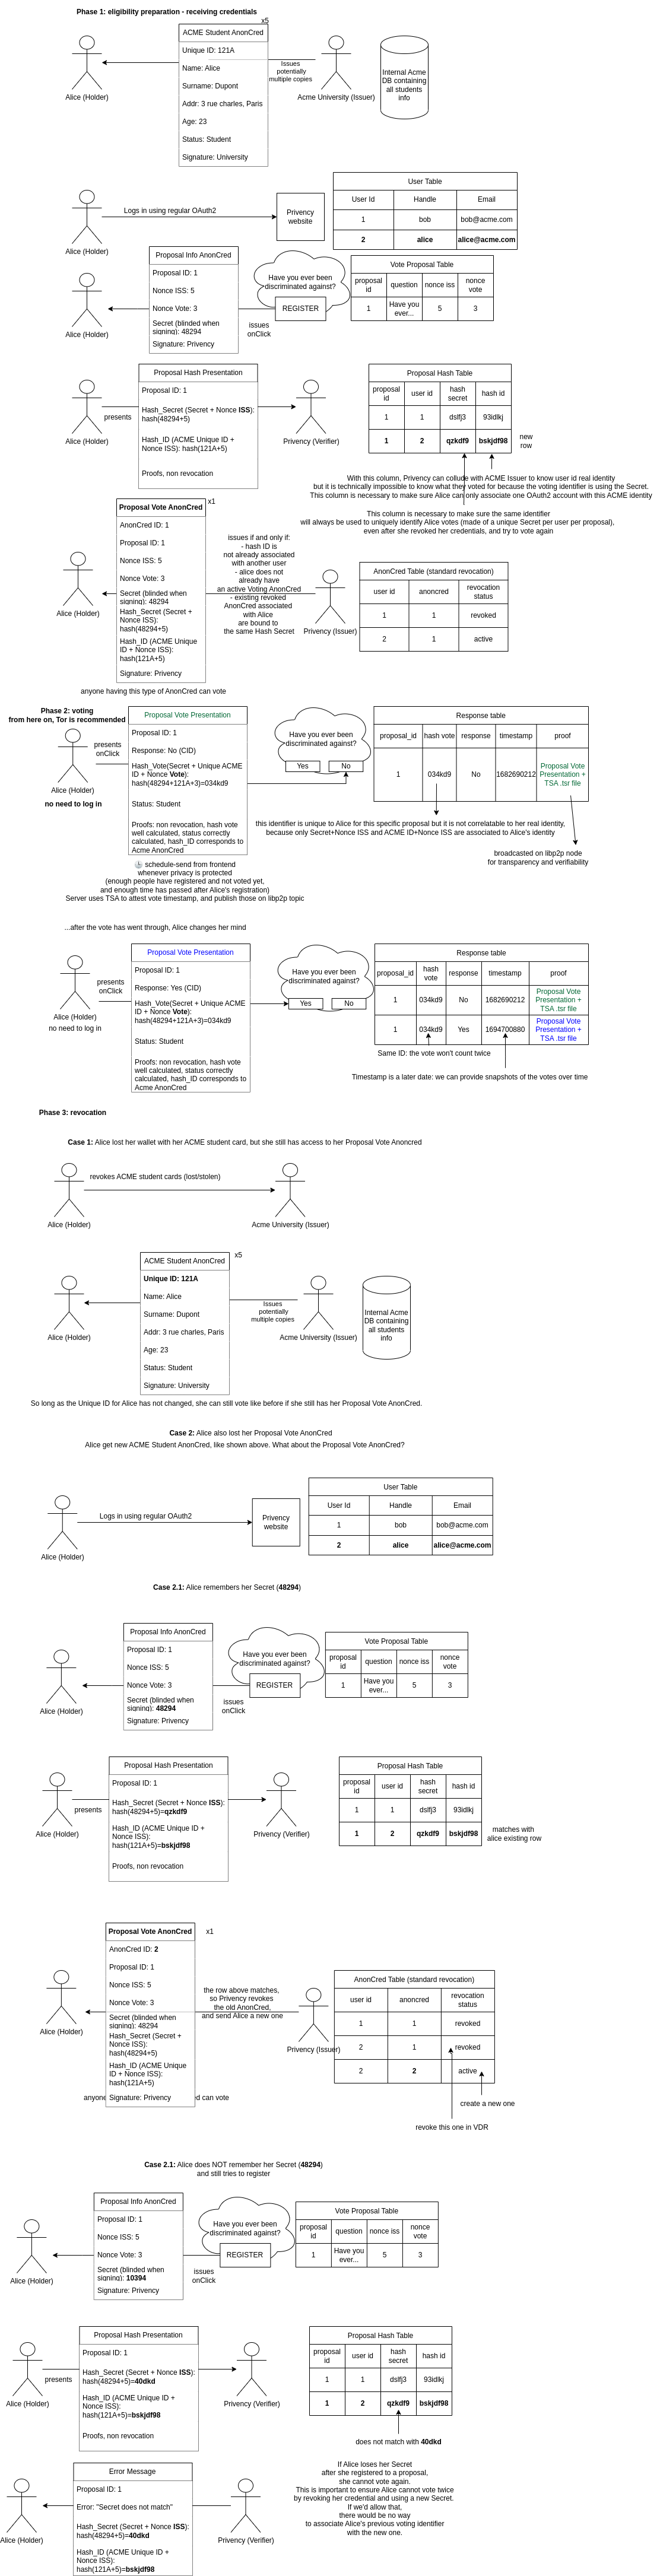 Phase 1: eligibility preparation - receiving credentials
x5
ACME Student AnonCred
Unique ID: 121A
Name: Alice
Surname: Dupont
Addr: 3 rue charles, Paris
Age: 23
Status: Student
Signature: University
Alice (Holder)
Issues
potentially
multiple copies
Acme University (Issuer)
Internal Acme
DB containing
all students
info
Alice (Holder)
Logs in using regular OAuth2
Privency
website
User Table
User Id Handle Email
1 bob bob@acme.com
2 alice alice@acme.com
Proposal Info AnonCred
Proposal ID: 1
Nonce ISS: 5
Nonce Vote: 3
Secret (blinded when
signing): 48294
Signature: Privency
Alice (Holder)
Have you ever been
discriminated against?
REGISTER
issues
onClick
Vote Proposal Table
proposal
id
question
nonce iss
nonce
vote
1
Have you
ever...
5
3
Proposal Hash Presentation
Proposal ID: 1
Hash_Secret (Secret + Nonce ISS):
hash(48294+5)
Hash_ID (ACME Unique ID +
Nonce ISS): hash(121A+5)
Proofs, non revocation
Alice (Holder)
presents
Privency (Verifier)
Proposal Hash Table
proposal
id
user id
hash
secret
hash id
1 1 dslfj3 93idlkj
1 2 qzkdf9 bskjdf98
new
row
With this column, Privency can collude with ACME Issuer to know user id real identity
but it is technically impossible to know what they voted for because the voting identifier is using the Secret.
This column is necessary to make sure Alice can only associate one OAuth2 account with this ACME identity
This column is necessary to make sure the same identifier
will always be used to uniquely identify Alice votes (made of a unique Secret per user per proposal),
even after she revoked her credentials, and try to vote again
x1
Proposal Vote AnonCred
AnonCred ID: 1
Proposal ID: 1
Nonce ISS: 5
Nonce Vote: 3
Secret (blinded when
signing): 48294
Hash_Secret (Secret +
Nonce ISS):
hash(48294+5)
Hash_ID (ACME Unique
ID + Nonce ISS):
hash(121A+5)
Signature: Privency
Alice (Holder)
issues if and only if:
- hash ID is
not already associated
with another user
- alice does not
already have
an active Voting AnonCred
- existing revoked
AnonCred associated
with Alice
are bound to
the same Hash Secret
Privency (Issuer)
AnonCred Table (standard revocation)
user id
anoncred
revocation
status
1 1 revoked
2 1 active
anyone having this type of AnonCred can vote
Phase 2: voting
from here on, Tor is recommended
Alice (Holder)
no need to log in
presents
onClick
Proposal Vote Presentation
Proposal ID: 1
Response: No (CID)
Hash_Vote(Secret + Unique ACME
ID + Nonce Vote):
hash(48294+121A+3)=034kd9
Status: Student
Proofs: non revocation, hash vote
well calculated, status correctly
calculated, hash_ID corresponds to
Acme AnonCred
Have you ever been
discriminated against?
Yes No
Response table
proposal_id hash vote response timestamp proof
1 034kd9 No 1682690212
Proposal Vote
Presentation +
TSA .tsr file
this identifier is unique to Alice for this specific proposal but it is not correlatable to her real identity,
because only Secret+Nonce ISS and ACME ID+Nonce ISS are associated to Alice's identity
broadcasted on libp2p node
for transparency and verifiability
schedule-send from frontend
whenever privacy is protected
(enough people have registered and not voted yet,
and enough time has passed after Alice's registration)
Server uses TSA to attest vote timestamp, and publish those on libp2p topic
...after the vote has went through, Alice changes her mind
Alice (Holder)
no need to log in
presents
onClick
Proposal Vote Presentation
Proposal ID: 1
Response: Yes (CID)
Hash_Vote(Secret + Unique ACME
ID + Nonce Vote):
hash(48294+121A+3)=034kd9
Status: Student
Proofs: non revocation, hash vote
well calculated, status correctly
calculated, hash_ID corresponds to
Acme AnonCred
Have you ever been
discriminated against?
Yes No
Response table
proposal_id
hash
vote
response
timestamp
proof
1 034kd9 No 1682690212
Proposal Vote
Presentation +
TSA .tsr file
1 034kd9 Yes 1694700880
Proposal Vote
Presentation +
TSA .tsr file
Same ID: the vote won't count twice
Timestamp is a later date: we can provide snapshots of the votes over time
Phase 3: revocation
Case 1: Alice lost her wallet with her ACME student card, but she still has access to her Proposal Vote Anoncred
revokes ACME student cards (lost/stolen)
Alice (Holder)
Acme University (Issuer)
x5
ACME Student AnonCred
Unique ID: 121A
Name: Alice
Surname: Dupont
Addr: 3 rue charles, Paris
Age: 23
Status: Student
Signature: University
Alice (Holder)
Issues
potentially
multiple copies
Acme University (Issuer)
Internal Acme
DB containing
all students
info
So long as the Unique ID for Alice has not changed, she can still vote like before if she still has her Proposal Vote AnonCred.
Case 2: Alice also lost her Proposal Vote AnonCred
Alice get new ACME Student AnonCred, like shown above. What about the Proposal Vote AnonCred?
Alice (Holder)
Logs in using regular OAuth2
Privency
website
User Table
User Id Handle Email
1 bob bob@acme.com
2 alice alice@acme.com
Case 2.1: Alice remembers her Secret (48294)
Proposal Info AnonCred
Proposal ID: 1
Nonce ISS: 5
Nonce Vote: 3
Secret (blinded when
signing): 48294
Signature: Privency
Alice (Holder)
Have you ever been
discriminated against?
REGISTER
issues
onClick
Vote Proposal Table
proposal
id
question
nonce iss
nonce
vote
1
Have you
ever...
5
3
Proposal Hash Presentation
Proposal ID: 1
Hash_Secret (Secret + Nonce ISS):
hash(48294+5)=qzkdf9
Hash_ID (ACME Unique ID +
Nonce ISS):
hash(121A+5)=bskjdf98
Proofs, non revocation
Alice (Holder)
presents
Privency (Verifier)
Proposal Hash Table
proposal
id
user id
hash
secret
hash id
1 1 dslfj3 93idlkj
1 2 qzkdf9 bskjdf98
matches with
alice existing row
Proposal Vote AnonCred
x1
AnonCred ID: 2
Proposal ID: 1
Nonce ISS: 5
Nonce Vote: 3
Secret (blinded when
signing): 48294
Hash_Secret (Secret +
Nonce ISS):
hash(48294+5)
Hash_ID (ACME Unique
ID + Nonce ISS):
hash(121A+5)
Signature: Privency
Alice (Holder)
the row above matches,
so Privency revokes
the old AnonCred,
and send Alice a new one
Privency (Issuer)
AnonCred Table (standard revocation)
user id
anoncred
revocation
status
1 1 revoked
2 1 revoked
2 2 active
create a new one
revoke this one in VDR
Case 2.1: Alice does NOT remember her Secret (48294)
and still tries to register
Proposal Info AnonCred
Proposal ID: 1
Nonce ISS: 5
Nonce Vote: 3
Secret (blinded when
signing): 10394
Signature: Privency
Alice (Holder)
Have you ever been
discriminated against?
REGISTER
issues
onClick
Vote Proposal Table
proposal
id
question
nonce iss
nonce
vote
1
Have you
ever...
5
3
Proposal Hash Presentation
Proposal ID: 1
Hash_Secret (Secret + Nonce ISS):
hash(48294+5)=40dkd
Hash_ID (ACME Unique ID +
Nonce ISS):
hash(121A+5)=bskjdf98
Proofs, non revocation
Alice (Holder)
presents
Privency (Verifier)
Proposal Hash Table
proposal
id
user id
hash
secret
hash id
1 1 dslfj3 93idlkj
1 2 qzkdf9 bskjdf98
does not match with 40dkd
Error Message
Proposal ID: 1
Error: "Secret does not match"
Hash_Secret (Secret + Nonce ISS):
hash(48294+5)=40dkd
Hash_ID (ACME Unique ID +
Nonce ISS):
hash(121A+5)=bskjdf98
Alice (Holder)
Privency (Verifier)
If Alice loses her Secret
after she registered to a proposal,
she cannot vote again.
This is important to ensure Alice cannot vote twice
by revoking her credential and using a new Secret.
If we'd allow that,
there would be no way
to associate Alice's previous voting identifier
with the new one.